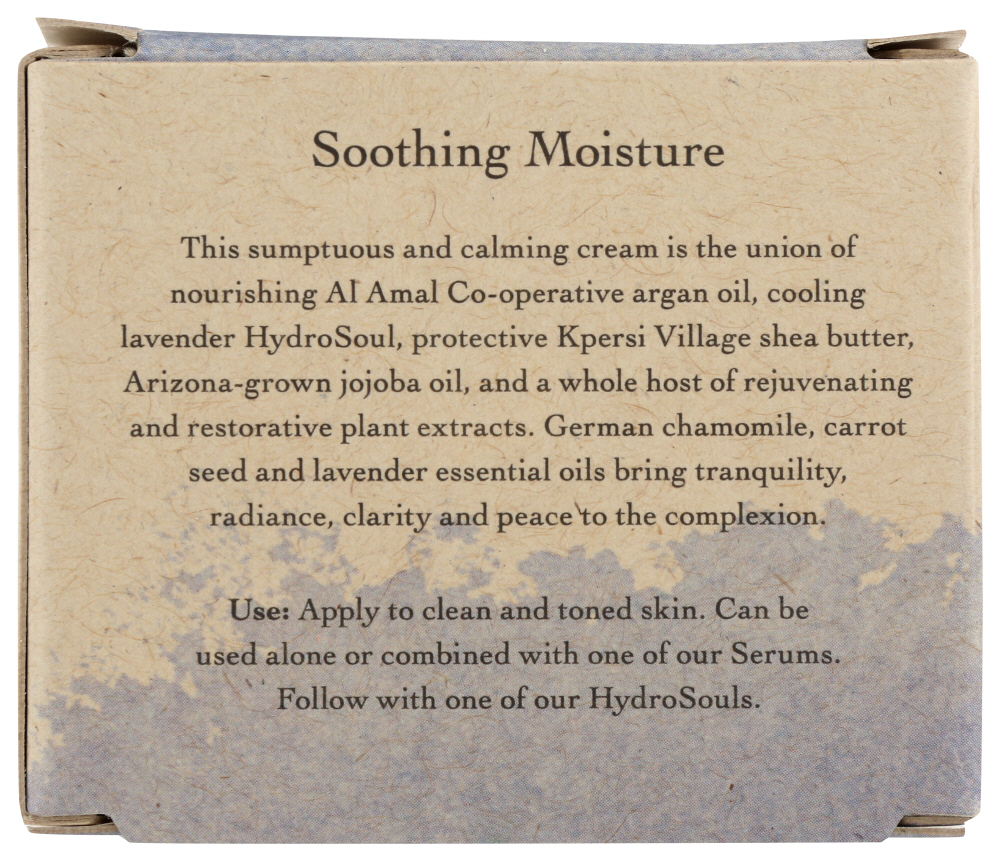 Soothing Moisture
This sumptuous and calming cream is the union of
nourishing Al Amal Co-operative argan oil, cooling
lavender HydroSoul, protective Kpersi Village shea butter,
Arizona-grown jojoba oil, and a whole host of rejuvenating
and restorative plant extracts. German chamomile, carrot
seed and lavender essential oils bring tranquility,
radiance, clarity and peace to the complexion.
Use: Apply to clean and toned skin. Can be
used alone or combined with one of our Serums.
Follow with one of our HydroSouls.